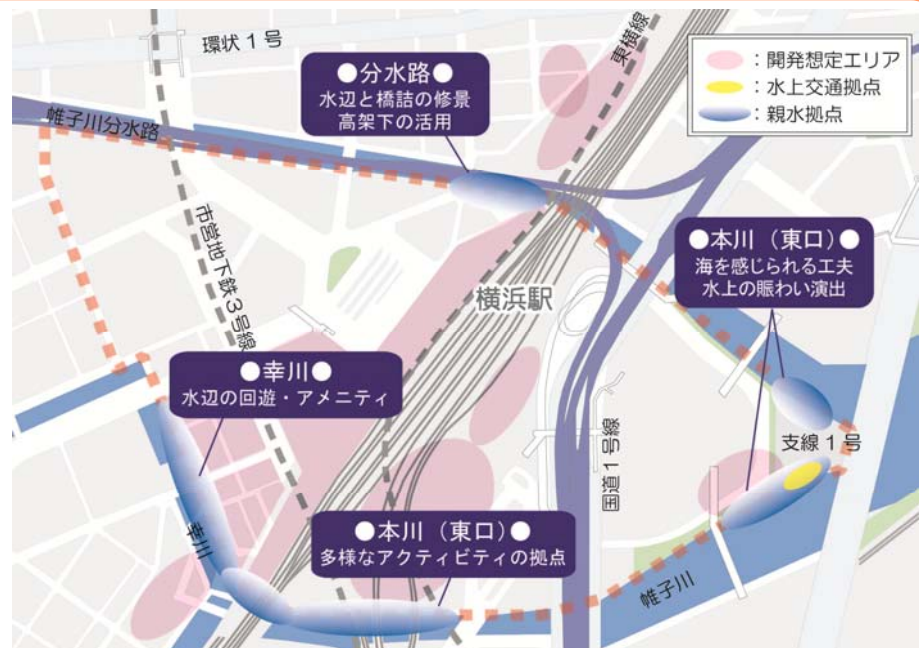 環状1号
東横線
：開発想定エリア
：水上交通拠点
：親水拠点
●分水路●
水辺と橋詰の修景
高架下の活用
帷子川分水路
市営地下鉄3号線
●本川（東口）●
海を感じられる工夫
水上の賑わい演出
横浜駅
●幸川●
水辺の回遊・アメニティ
国道1号線
支線1号
●本川（東口）●
多様なアクティビティの拠点
幸川
帷子川